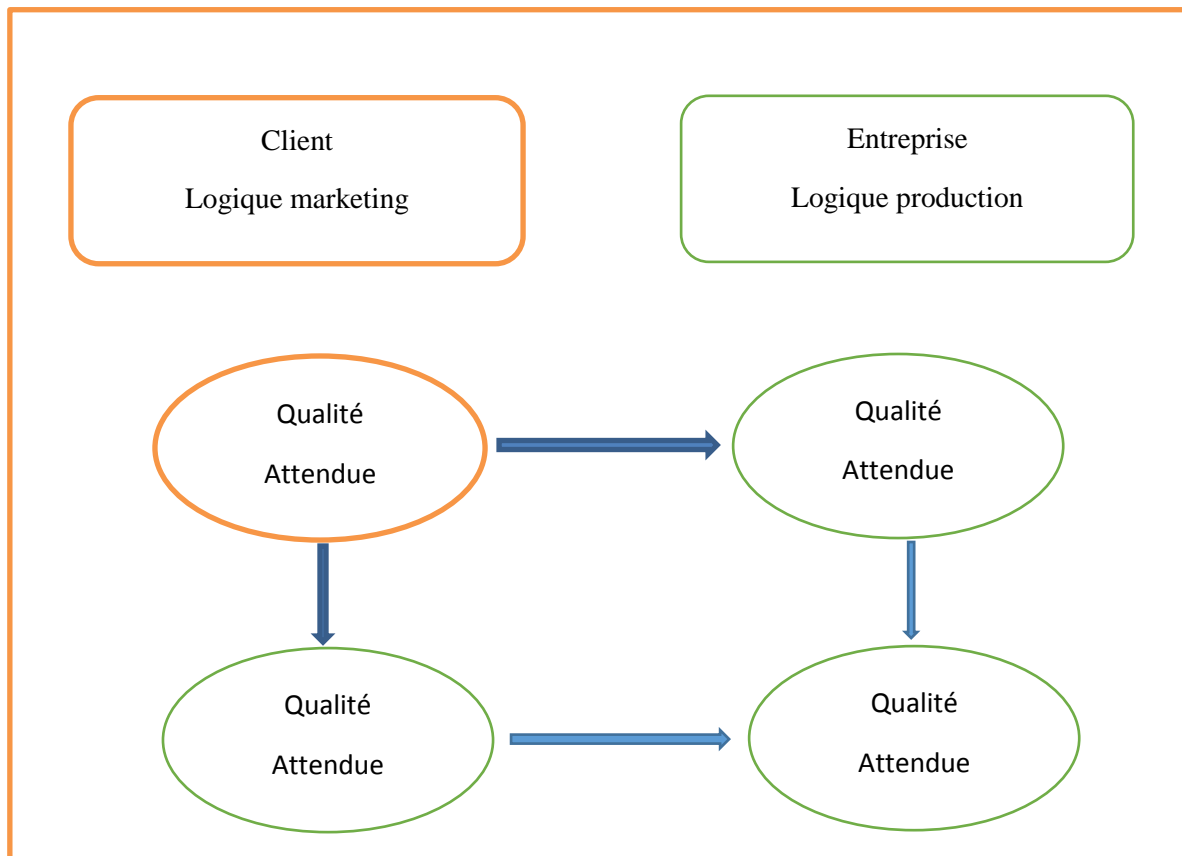 Client
Logique marketing
Entreprise
Logique production
Qualité
Attendue
Qualité
Attendue
Qualité
Attendue
Qualité
Attendue